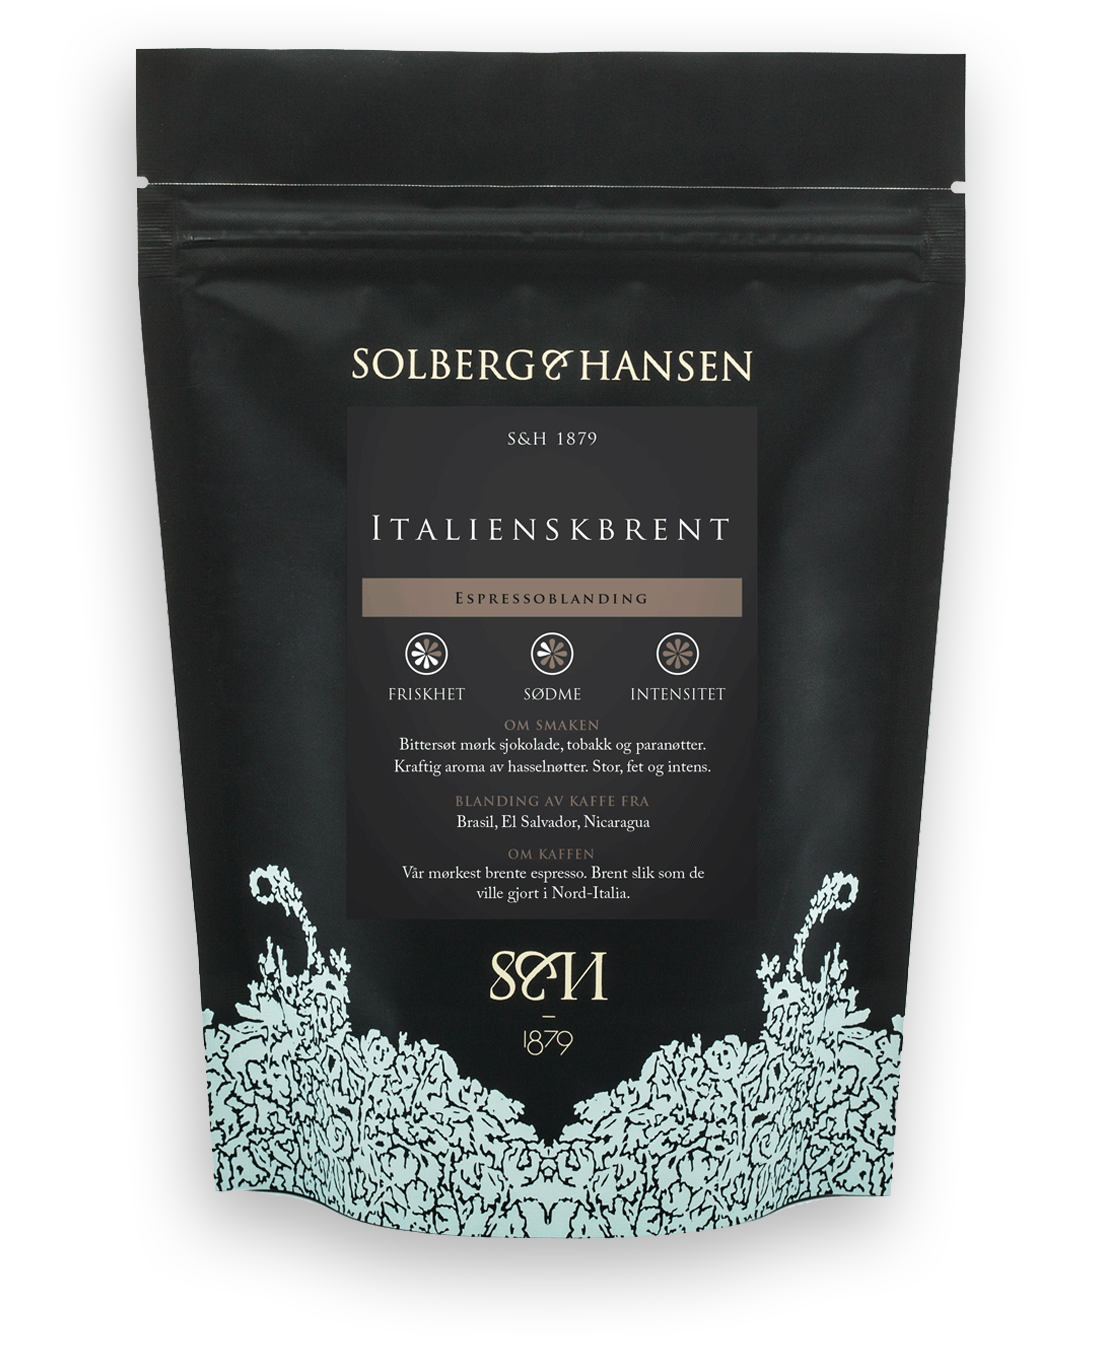 SOLBERG & HANSEN
S&H 1879
ITALIENSKBRENT
ESPRESSOBLANDING
FRISKHET SØDME INTENSITET
OM SMAKEN
Bittersøt mørk sjokolade, tobakk og paranøtter.
Kraftig aroma av hasselnøtter. Stor, fet og intens.
BLANDING AV KAFFE FRA
Brasil, El Salvador, Nicaragua
OM KAFFEN
Vår mørkest brente espresso. Brent slik som de
ville gjort i Nord-Italia.
S&H
1879